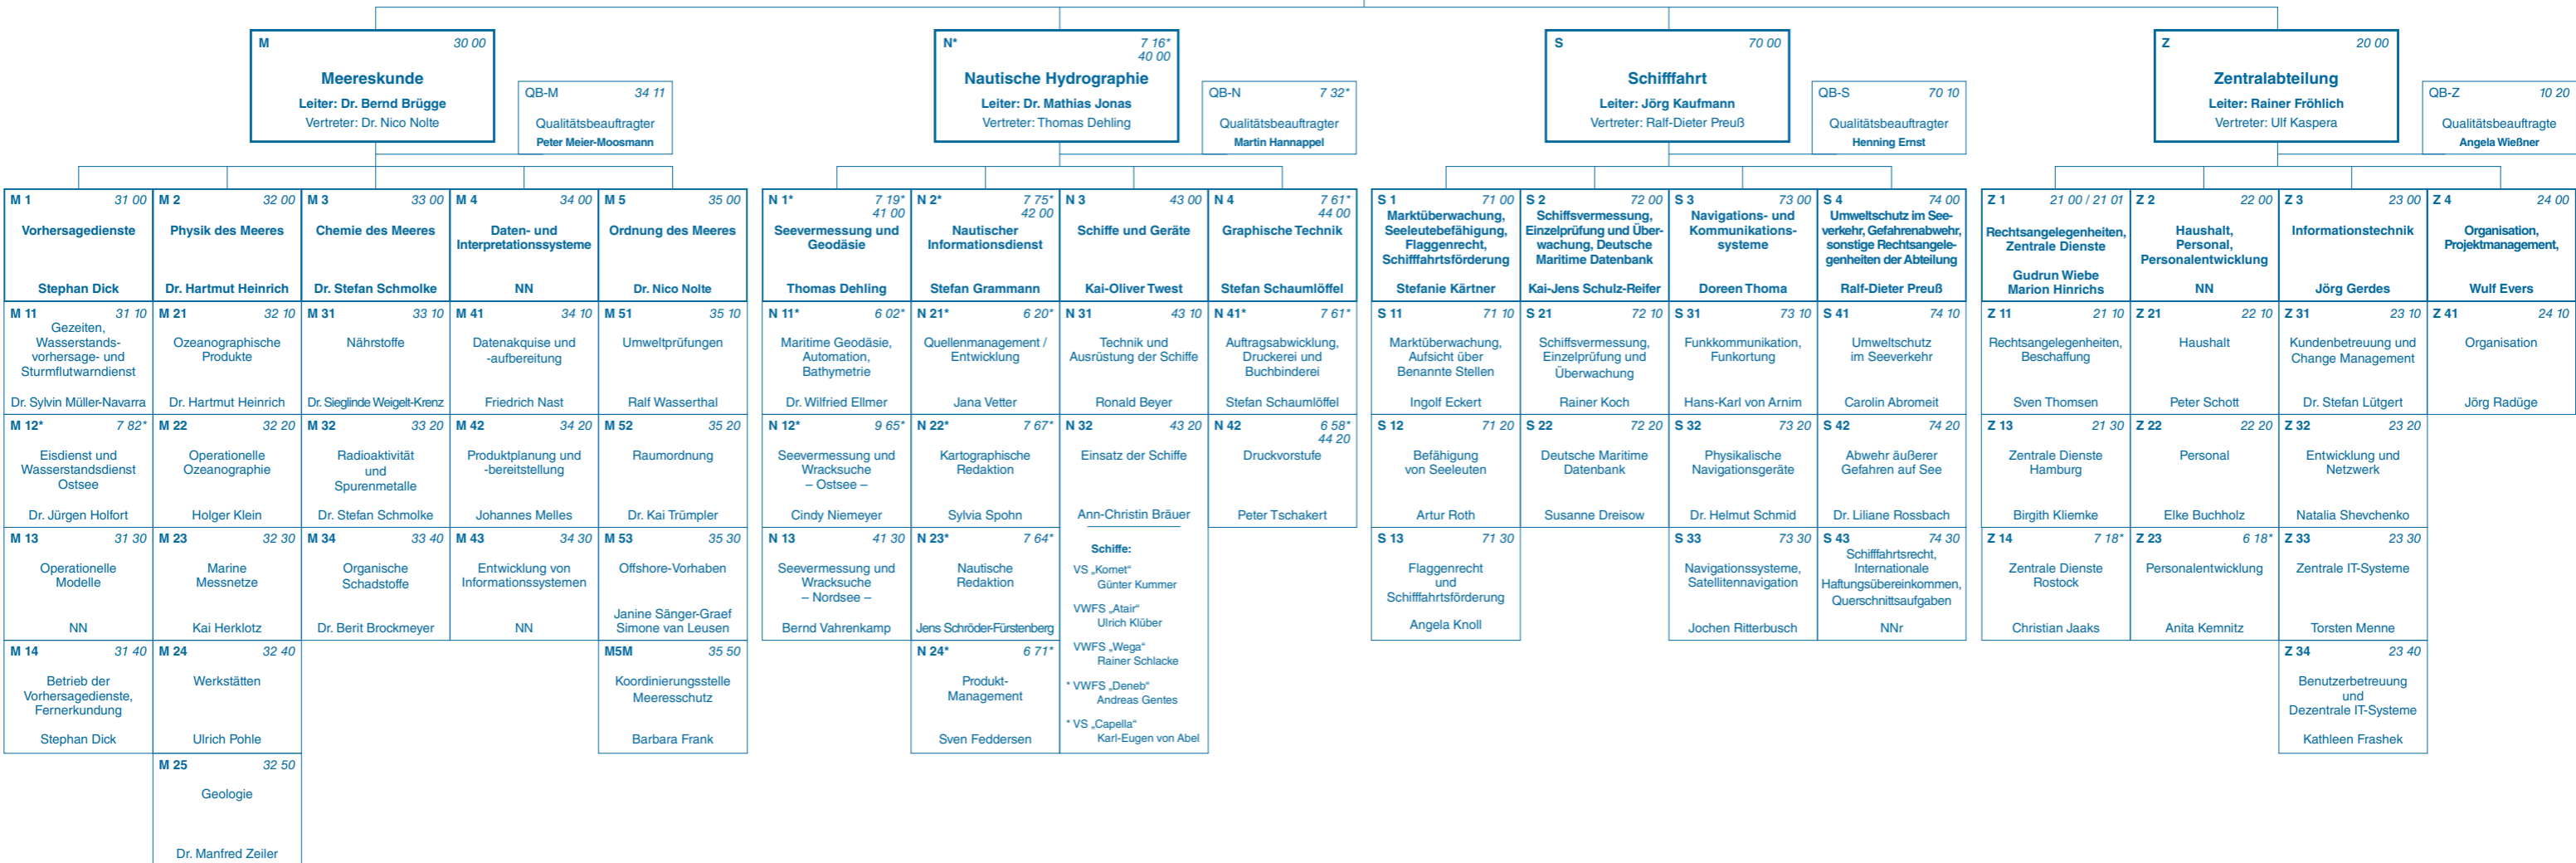 M 30 00
Meereskunde
Leiter: Dr. Bernd Brügge
Vertreter: Dr. Nico Nolte
QB-M 34 11
Qualitätsbeauftragter
Peter Meier-Moosmann
N* 7 16*
40 00
Nautische Hydrographie
Leiter: Dr. Mathias Jonas
Vertreter: Thomas Dehling
QB-N 7 32*
Qualitätsbeauftragter
Martin Hannappel
S 70 00
Schifffahrt
Leiter: Jörg Kaufmann
Vertreter: Ralf-Dieter Preuß
QB-S 70 10
Qualitätsbeauftragter
Henning Ernst
Z 20 00
Zentralabteilung
Leiter: Rainer Fröhlich
Vertreter: Ulf Kaspera
QB-Z 10 20
Qualitätsbeauftragte
Angela Wießner
M 1 31 00
Vorhersagedienste
Stephan Dick
M 11 31 10
Gezeiten,
Wasserstands-
vorhersage- und
Sturmflutwarndienst
Dr. Sylvin Müller-Navarra
M 12* 7 82*
Eisdienst und
Wasserstandsdienst
Ostsee
Dr. Jürgen Holfort
M 13 31 30
Operationelle
Modelle
NN
M 14 31 40
Betrieb der
Vorhersagedienste,
Fernerkundung
Stephan Dick
M 2 32 00
Physik des Meeres
Dr. Hartmut Heinrich
M 21 32 10
Ozeanographische
Produkte
Dr. Hartmut Heinrich
M 22 32 20
Operationelle
Ozeanographie
Holger Klein
M 23 32 30
Marine
Messnetze
Kai Herklotz
M 24 32 40
Werkstätten
Ulrich Pohle
M 25 32 50
Geologie
Dr. Manfred Zeiler
M 3 33 00
Chemie des Meeres
Dr. Stefan Schmolke
M 31 33 10
Nährstoffe
Dr. Sieglinde Weigelt-Krenz
M 32 33 20
Radioaktivität
und
Spurenmetalle
Dr. Stefan Schmolke
M 34 33 40
Organische
Schadstoffe
Dr. Berit Brockmeyer
M 4 34 00
Daten- und
Interpretationssysteme
NN
M 41 34 10
Datenakquise und
-aufbereitung
Friedrich Nast
M 42 34 20
Produktplanung und
-bereitstellung
Johannes Melles
M 43 34 30
Entwicklung von
Informationssystemen
NN
M 5 35 00
Ordnung des Meeres
Dr. Nico Nolte
M 51 35 10
Umweltprüfungen
Ralf Wasserthal
M 52 35 20
Raumordnung
Dr. Kai Trümpler
M 53 35 30
Offshore-Vorhaben
Janine Sänger-Graef
Simone van Leusen
M5M 35 50
Koordinierungsstelle
Meeresschutz
Barbara Frank
N 1* 7 19*
41 00
Seevermessung und
Geodäsie
Thomas Dehling
N 11* 6 02*
Maritime Geodäsie,
Automation,
Bathymetrie
Dr. Wilfried Ellmer
N 12* 9 65*
Seevermessung und
Wracksuche
– Ostsee –
Cindy Niemeyer
N 13 41 30
Seevermessung und
Wracksuche
– Nordsee –
Bernd Vahrenkamp
N 2* 7 75*
42 00
Nautischer
Informationsdienst
Stefan Grammann
N 21* 6 20*
Quellenmanagement /
Entwicklung
Jana Vetter
N 22* 7 67*
Kartographische
Redaktion
Sylvia Spohn
N 23* 7 64*
Nautische
Redaktion
Jens Schröder-Fürstenberg
N 24* 6 71*
Produkt-
Management
Sven Feddersen
N 3 43 00
Schiffe und Geräte
Kai-Oliver Twest
N 31 43 10
Technik und
Ausrüstung der Schiffe
Ronald Beyer
N 32 43 20
Einsatz der Schiffe
Ann-Christin Bräuer
Schiffe:
VS „Komet“
Günter Kummer
VWFS „Atair“
Ulrich Klüber
VWFS „Wega“
Rainer Schlacke
* VWFS „Deneb“
Andreas Gentes
* VS „Capella“
Karl-Eugen von Abel
N 4 7 61*
44 00
Graphische Technik
Stefan Schaumlöffel
N 41* 7 61*
Auftragsabwicklung,
Druckerei und
Buchbinderei
Stefan Schaumlöffel
N 42 6 58*
44 20
Druckvorstufe
Peter Tschakert
S 1 71 00
Marktüberwachung,
Seeleutebefähigung,
Flaggenrecht,
Schifffahrtsförderung
Stefanie Kärtner
S 11 71 10
Marktüberwachung,
Aufsicht über
Benannte Stellen
Ingolf Eckert
S 12 71 20
Befähigung
von Seeleuten
Artur Roth
S 13 71 30
Flaggenrecht
und
Schifffahrtsförderung
Angela Knoll
S 2 72 00
Schiffsvermessung,
Einzelprüfung und Über-
wachung, Deutsche
Maritime Datenbank
Kai-Jens Schulz-Reifer
S 21 72 10
Schiffsvermessung,
Einzelprüfung und
Überwachung
Rainer Koch
S 22 72 20
Deutsche Maritime
Datenbank
Susanne Dreisow
S 3 73 00
Navigations- und
Kommunikations-
systeme
Doreen Thoma
S 31 73 10
Funkkommunikation,
Funkortung
Hans-Karl von Arnim
S 32 73 20
Physikalische
Navigationsgeräte
Dr. Helmut Schmid
S 33 73 30
Navigationssysteme,
Satellitennavigation
Jochen Ritterbusch
S 4 74 00
Umweltschutz im See-
verkehr, Gefahrenabwehr,
sonstige Rechtsangele-
genheiten der Abteilung
Ralf-Dieter Preuß
S 41 74 10
Umweltschutz
im Seeverkehr
Carolin Abromeit
S 42 74 20
Abwehr äußerer
Gefahren auf See
Dr. Liliane Rossbach
S 43 74 30
Schifffahrtsrecht,
Internationale
Haftungsübereinkommen,
Querschnittsaufgaben
NNr
Z 1 21 00 / 21 01
Rechtsangelegenheiten,
Zentrale Dienste
Gudrun Wiebe
Marion Hinrichs
Z 11 21 10
Rechtsangelegenheiten,
Beschaffung
Sven Thomsen
Z 13 21 30
Zentrale Dienste
Hamburg
Birgith Kliemke
Z 14 7 18*
Zentrale Dienste
Rostock
Christian Jaaks
Z 2 22 00
Haushalt,
Personal,
Personalentwicklung
NN
Z 21 22 10
Haushalt
Peter Schott
Z 22 22 20
Personal
Elke Buchholz
Z 23 6 18*
Personalentwicklung
Anita Kemnitz
Z 3 23 00
Informationstechnik
Jörg Gerdes
Z 31 23 10
Kundenbetreuung und
Change Management
Dr. Stefan Lütgert
Z 32 23 20
Entwicklung und
Netzwerk
Natalia Shevchenko
Z 33 23 30
Zentrale IT-Systeme
Torsten Menne
Z 34 23 40
Benutzerbetreuung
und
Dezentrale IT-Systeme
Kathleen Frashek
Z 4 24 00
Organisation,
Projektmanagement,
Wulf Evers
Z 41 24 10
Organisation
Jörg Radüge